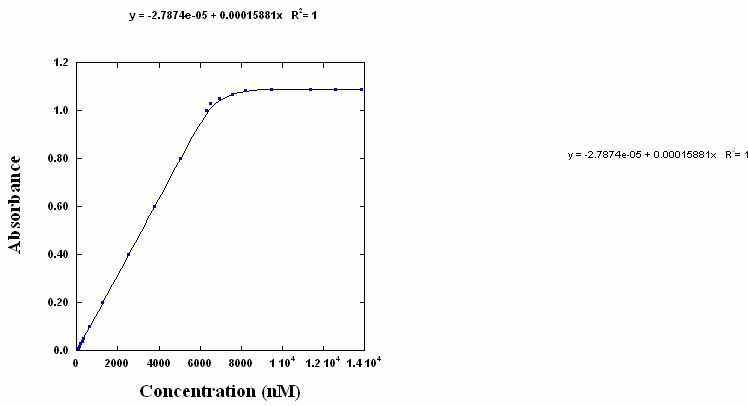 y = -2.7874e-05 + 0.00015881x R²= 1
1.2
1.0
0.80
0.60
0.40
0.20
0.0
Absorbance
y = -2.7874e-05 + 0.00015881x R²= 1
0 2000 4000 6000 8000 1 10⁴ 1.2 10⁴ 1.4 10⁴
Concentration (nM)